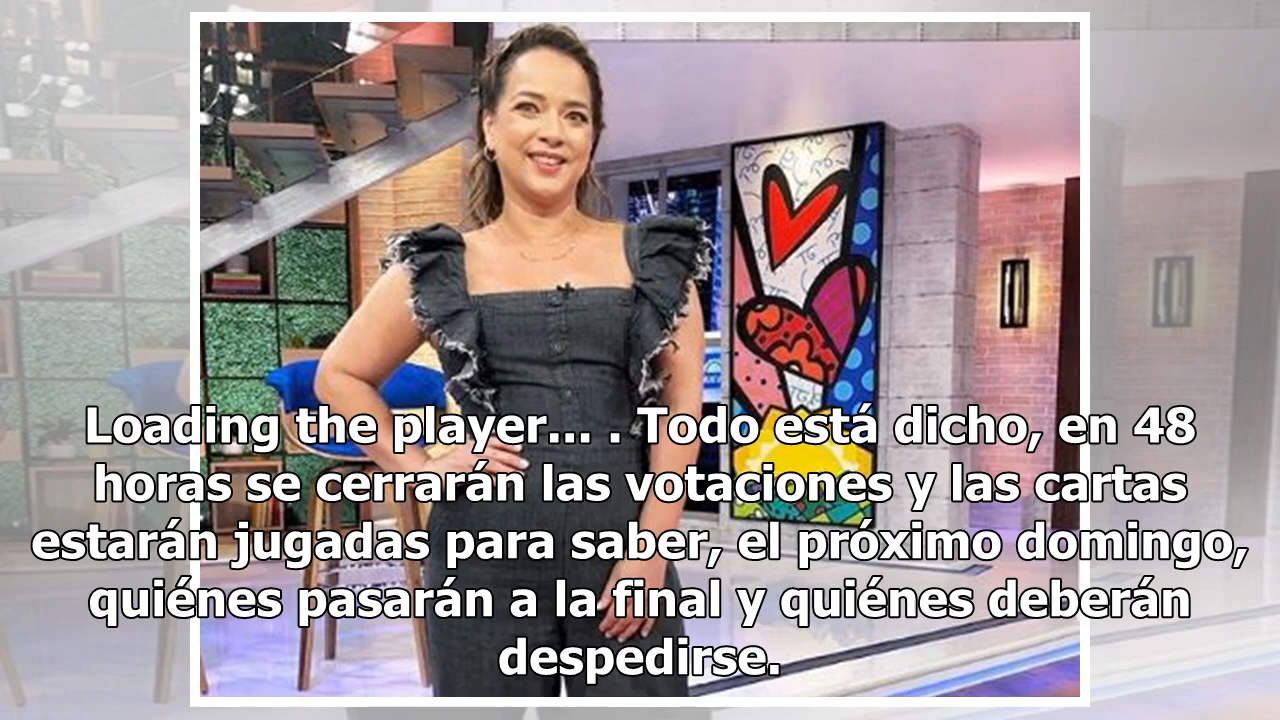 Loading the player... . Todo está dicho, en 48
horas se cerrarán las votaciones y las cartas
estarán jugadas para saber, el próximo domingo,
quiénes pasarán a la final y quiénes deberán
despedirse.